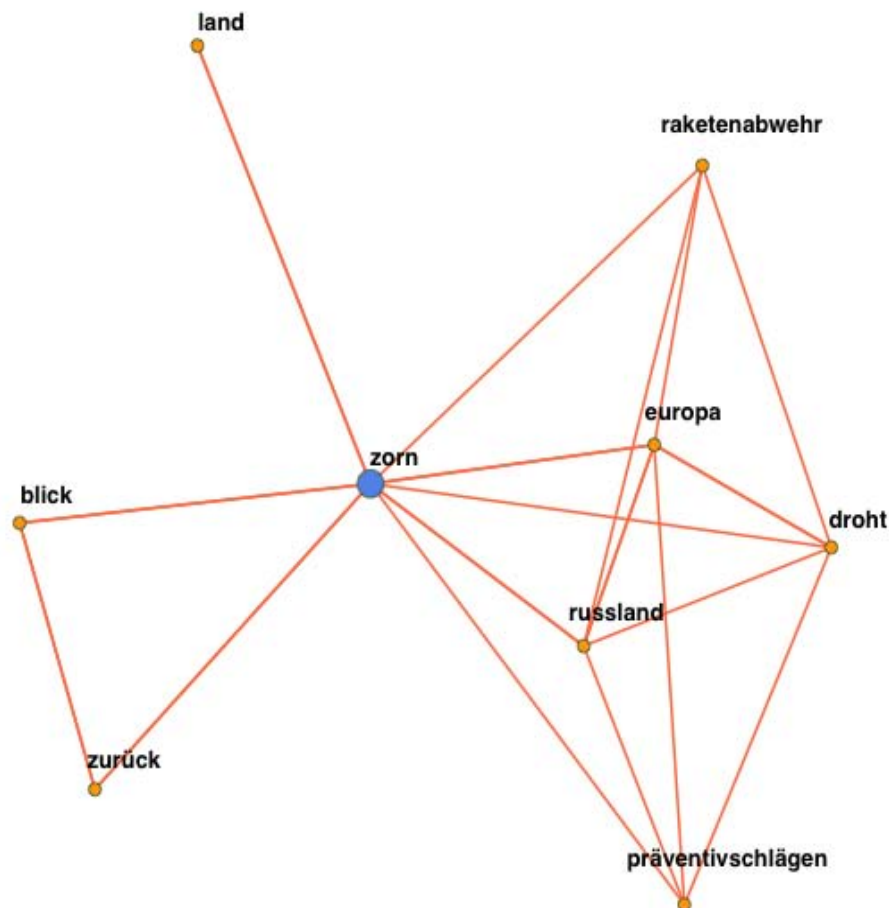 land
raketenabwehr
europa
zorn
blick
droht
russland
zurück
präventivschlägen